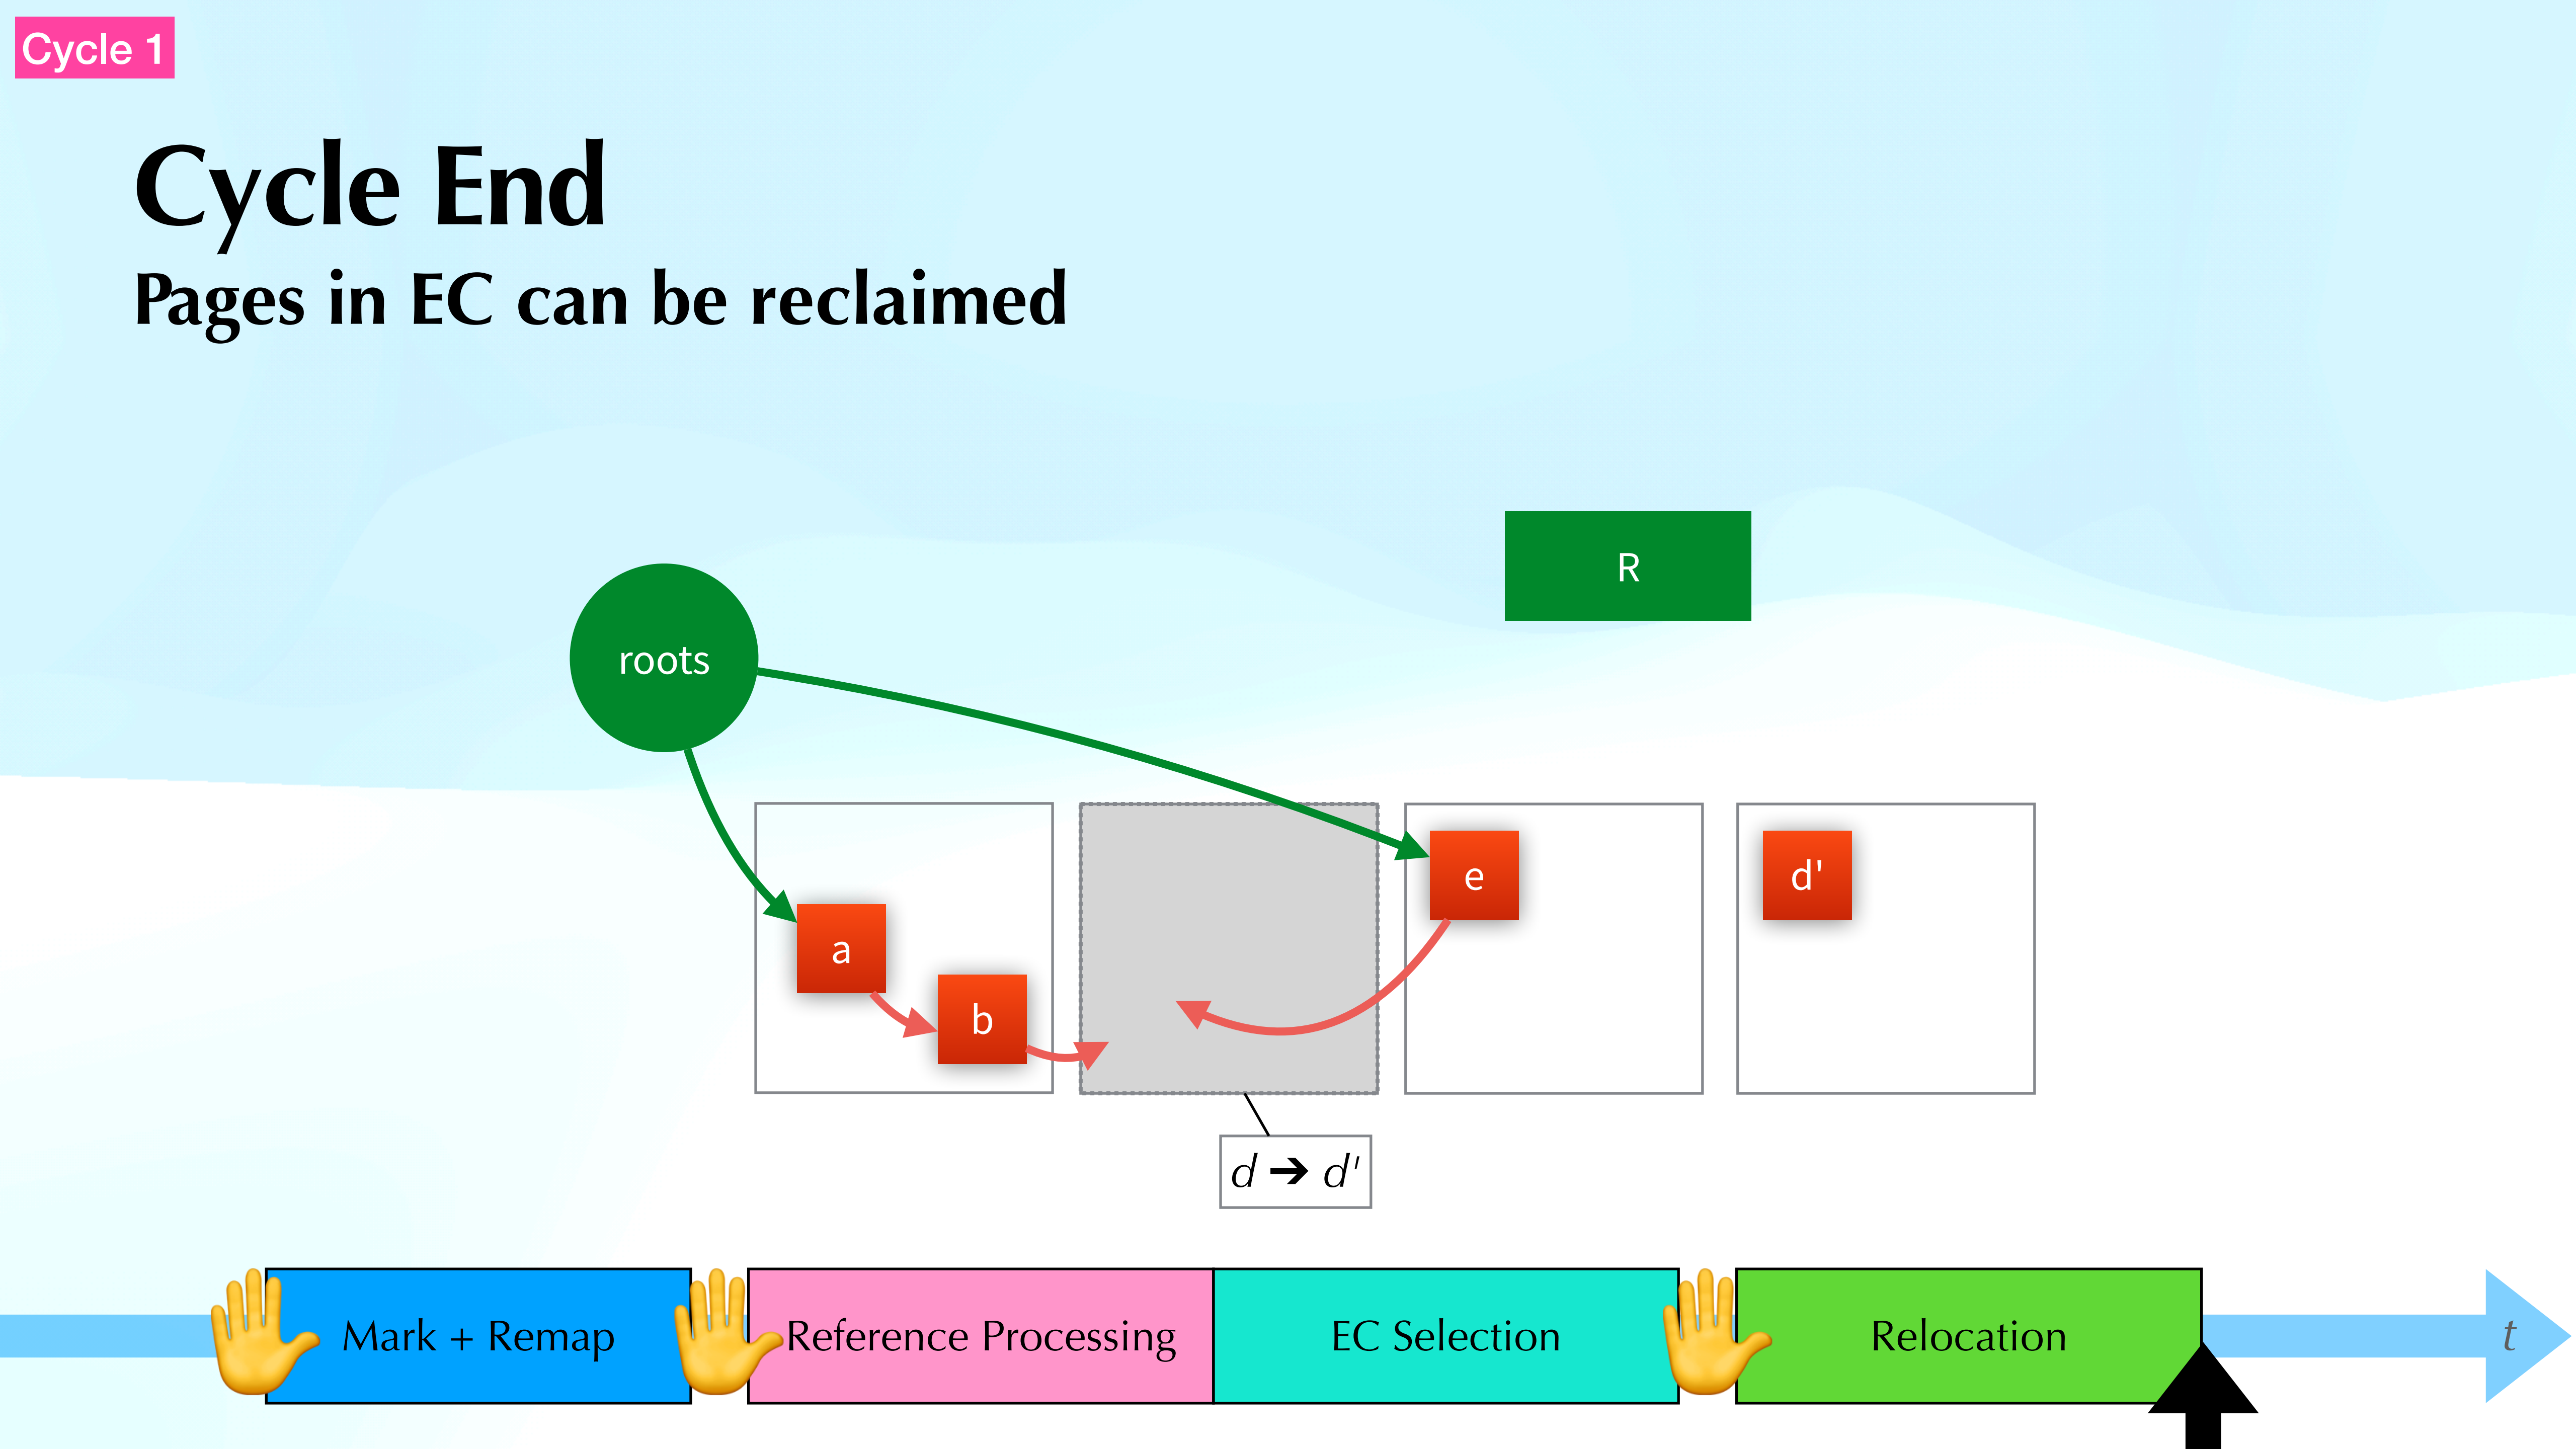 Cycle 1
Cycle End
Pages in EC can be reclaimed
R
roots
e
d'
a
b
d ➔ d'
Mark + Remap
Reference Processing
EC Selection
Relocation
t